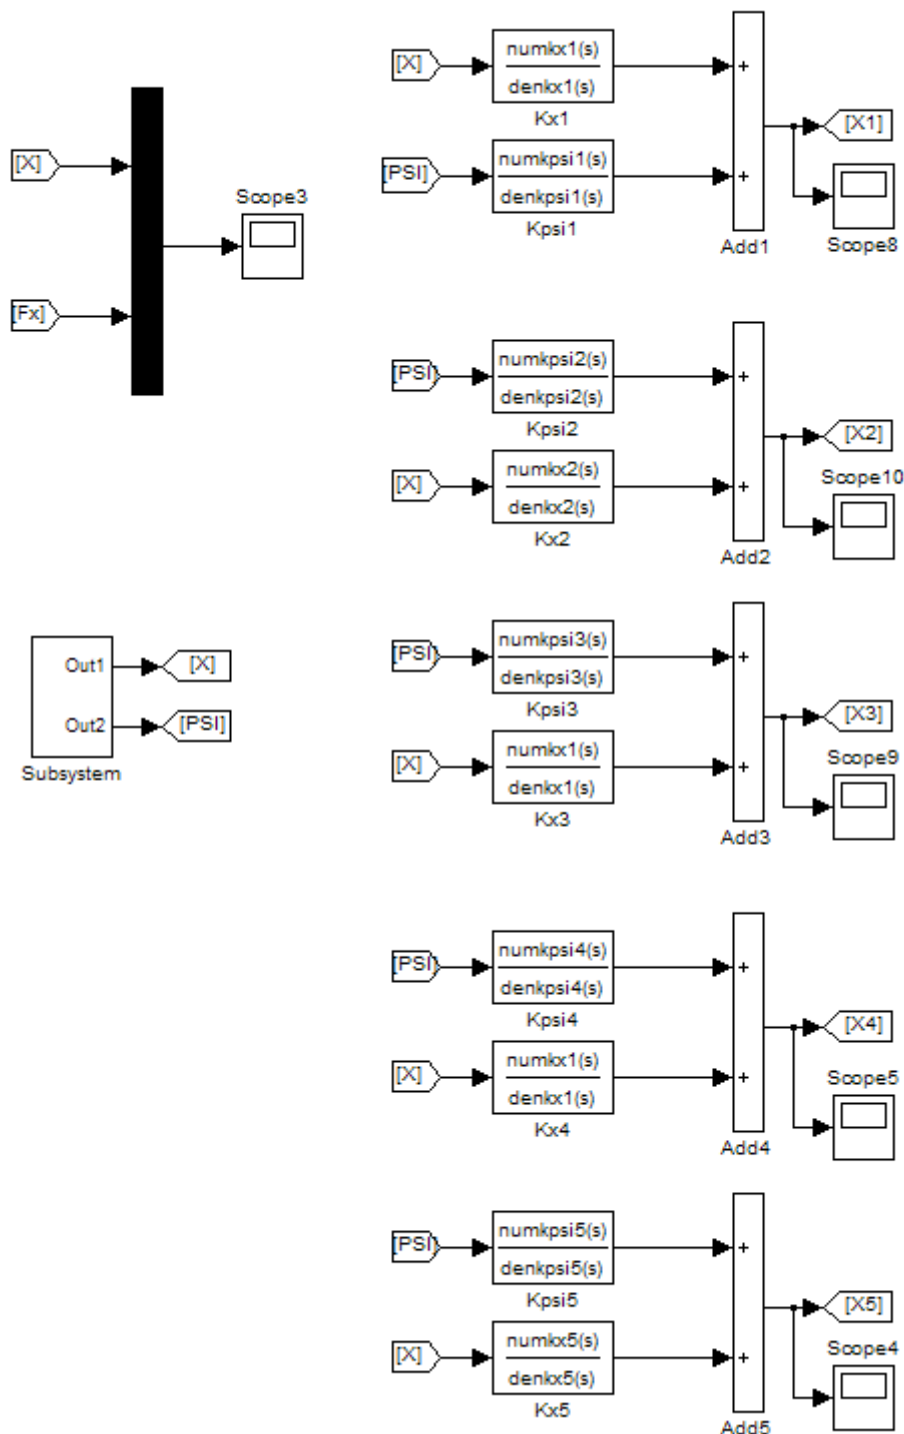 [X]
[Fx]
Scope3
Out1
[X]
Out2
[PSI]
Subsystem
[X]
numkx1(s)
denkx1(s)
Kx1
+
[PSI]
numkpsi1(s)
denkpsi1(s)
Kpsi1
+
Add1
[X1]
Scope8
[PSI]
numkpsi2(s)
denkpsi2(s)
Kpsi2
+
[X]
numkx2(s)
denkx2(s)
Kx2
+
Add2
[X2]
Scope10
[PSI]
numkpsi3(s)
denkpsi3(s)
Kpsi3
+
[X]
numkx1(s)
denkx1(s)
Kx3
+
Add3
[X3]
Scope9
[PSI]
numkpsi4(s)
denkpsi4(s)
Kpsi4
+
[X]
numkx1(s)
denkx1(s)
Kx4
+
Add4
[X4]
Scope5
[PSI]
numkpsi5(s)
denkpsi5(s)
Kpsi5
+
[X]
numkx5(s)
denkx5(s)
Kx5
+
Add5
[X5]
Scope4